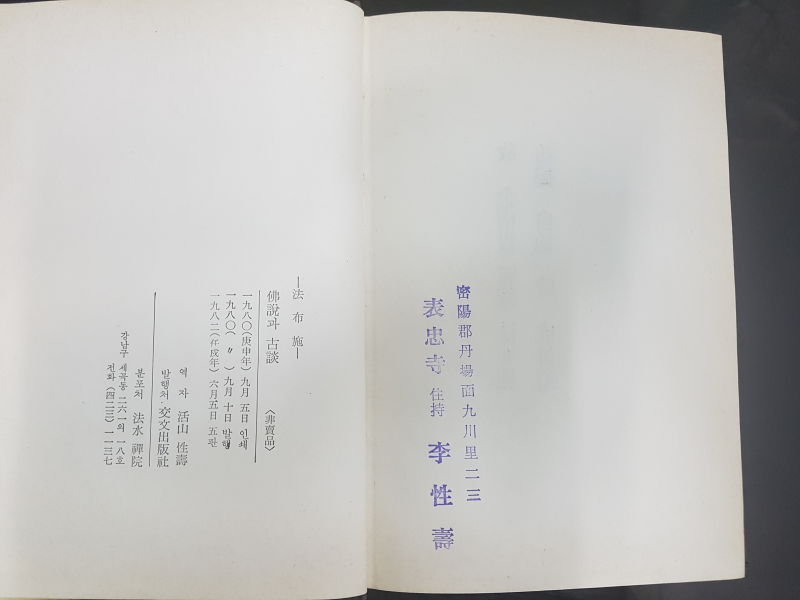 密陽郡丹場面九川里二三
表忠寺 住持 李性壽
―法布施―
佛說과 古談 〈非賣品〉
一九八〇(庚申年) 九月 五日 인쇄
一九八〇( 〃 ) 九月 十日 발행
一九八二(任戌年) 六月五日 五판
역 자 活山 性壽
발행처·交文出版社
분포처 法水 禪院
강남구 세곡동 二六一의 一八호
전화 (四二三) 一一三七